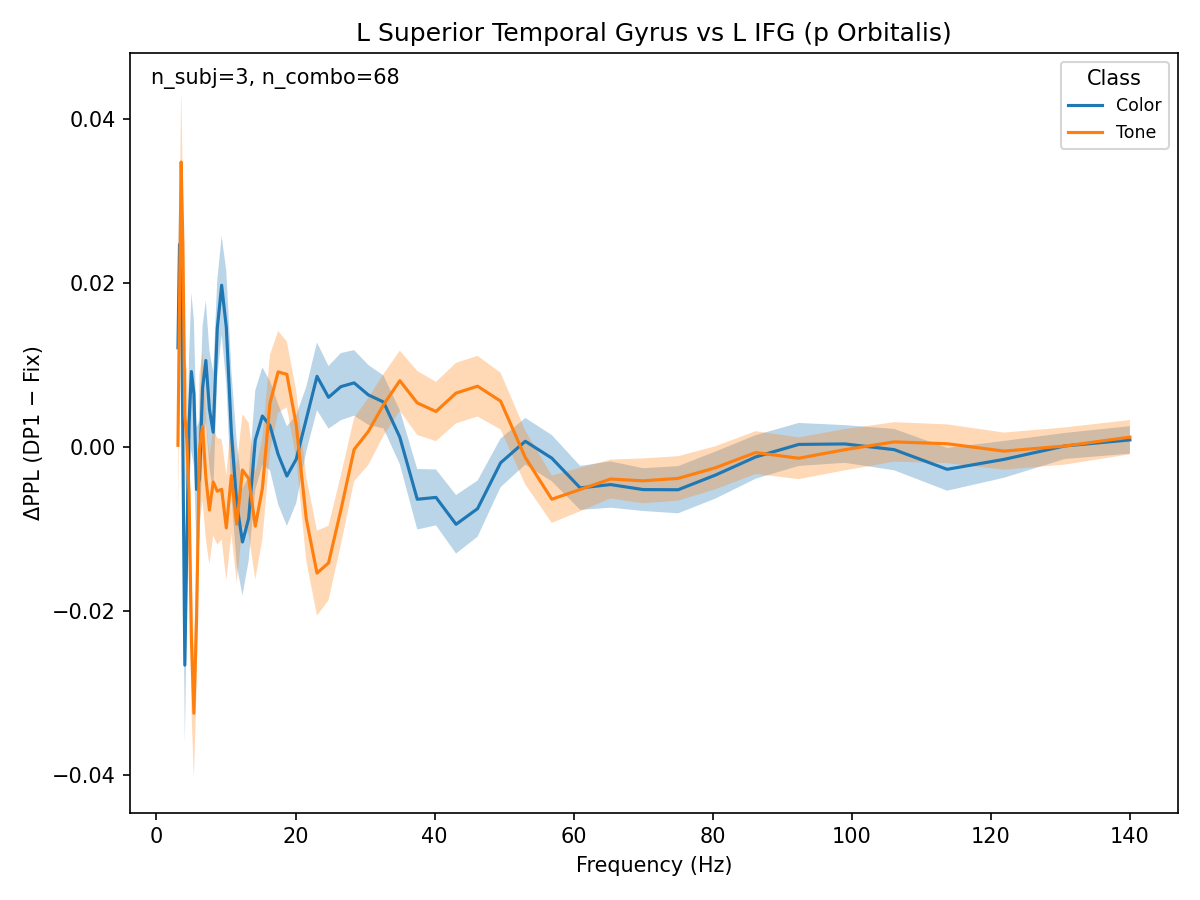 L Superior Temporal Gyrus vs L IFG (p Orbitalis)
n_subj=3, n_combo=68
Class
Color
Tone
0.04
0.02
0.00
−0.02
−0.04
ΔPPL (DP1 − Fix)
0 20 40 60 80 100 120 140
Frequency (Hz)